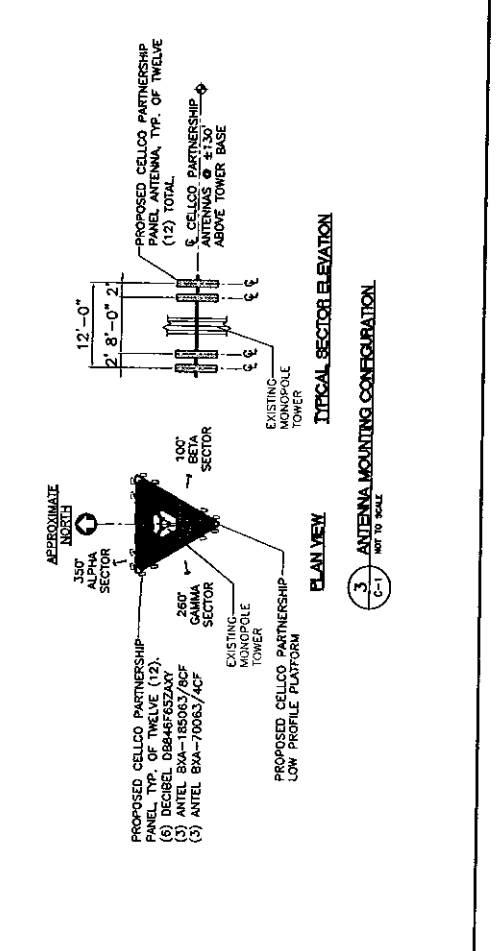 APPROXIMATE
NORTH
350°
ALPHA
SECTOR
100°
BETA
SECTOR
260°
GAMMA
SECTOR
PROPOSED CELLCO PARTNERSHIP
PANEL, TYP. OF TWELVE (12).
(6) DECIBEL DB846F65ZAXY
(3) ANTEL BXA-185063/8CF
(3) ANTEL BXA-70063/4CF
EXISTING
MONOPOLE
TOWER
PROPOSED CELLCO PARTNERSHIP
LOW PROFILE PLATFORM
PLAN VIEW
12'-0"
2' 8'-0" 2'
PROPOSED CELLCO PARTNERSHIP
PANEL ANTENNA, TYP. OF TWELVE
(12) TOTAL.
℄ CELLCO PARTNERSHIP
ANTENNAS @ ±130'
ABOVE TOWER BASE
℄
℄
℄
℄
EXISTING
MONOPOLE
TOWER
TYPICAL SECTOR ELEVATION
3
C-1
ANTENNA MOUNTING CONFIGURATION
NOT TO SCALE